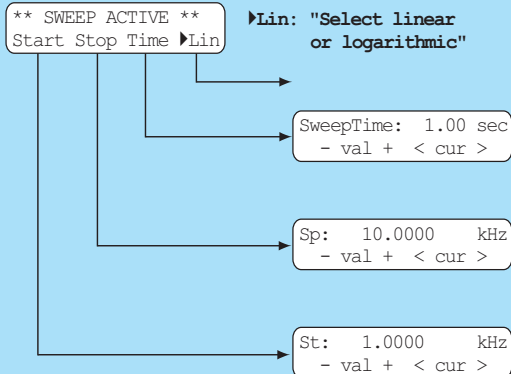 ** SWEEP ACTIVE **
Start Stop Time ▶Lin
▶Lin: "Select linear
or logarithmic"
SweepTime: 1.00 sec
- val + < cur >
Sp: 10.0000 kHz
- val + < cur >
St: 1.0000 kHz
- val + < cur >